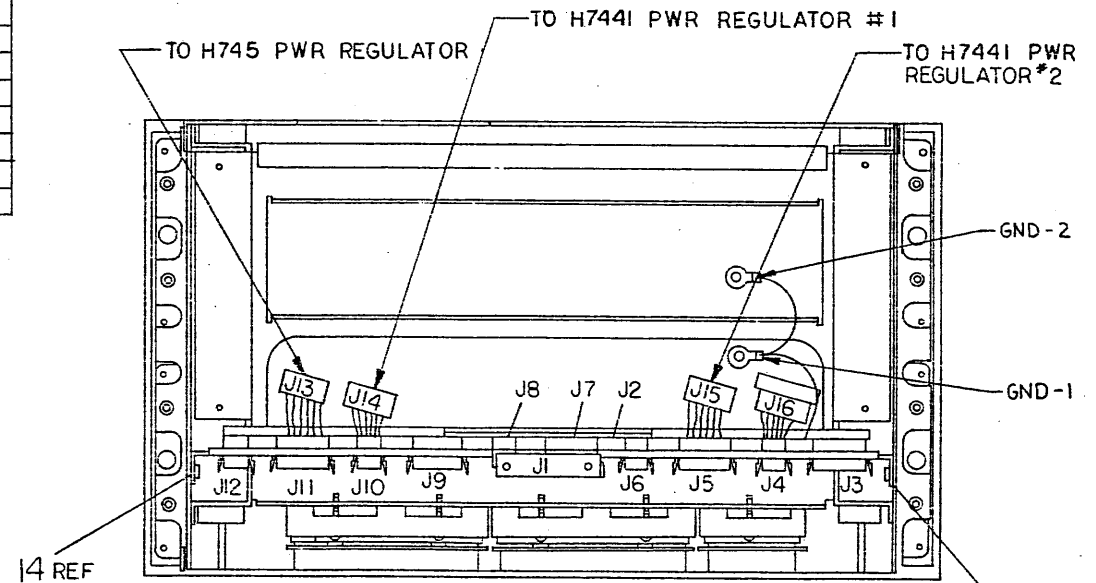 TO H7441 PWR REGULATOR #1
TO H745 PWR REGULATOR
TO H7441 PWR
REGULATOR #2
GND-2
GND-1
J13
J14
J8
J7
J2
J15
J16
J12
J11
J10
J9
J1
J6
J5
J4
J3
14 REF